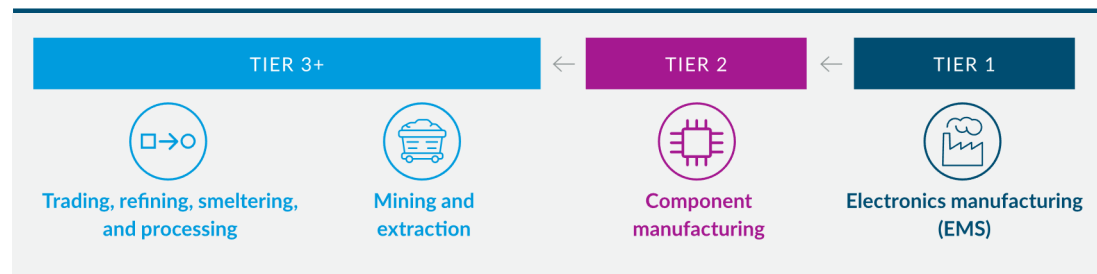 TIER 3+
TIER 2
TIER 1
Trading, refining, smeltering,
and processing
Mining and
extraction
Component
manufacturing
Electronics manufacturing
(EMS)